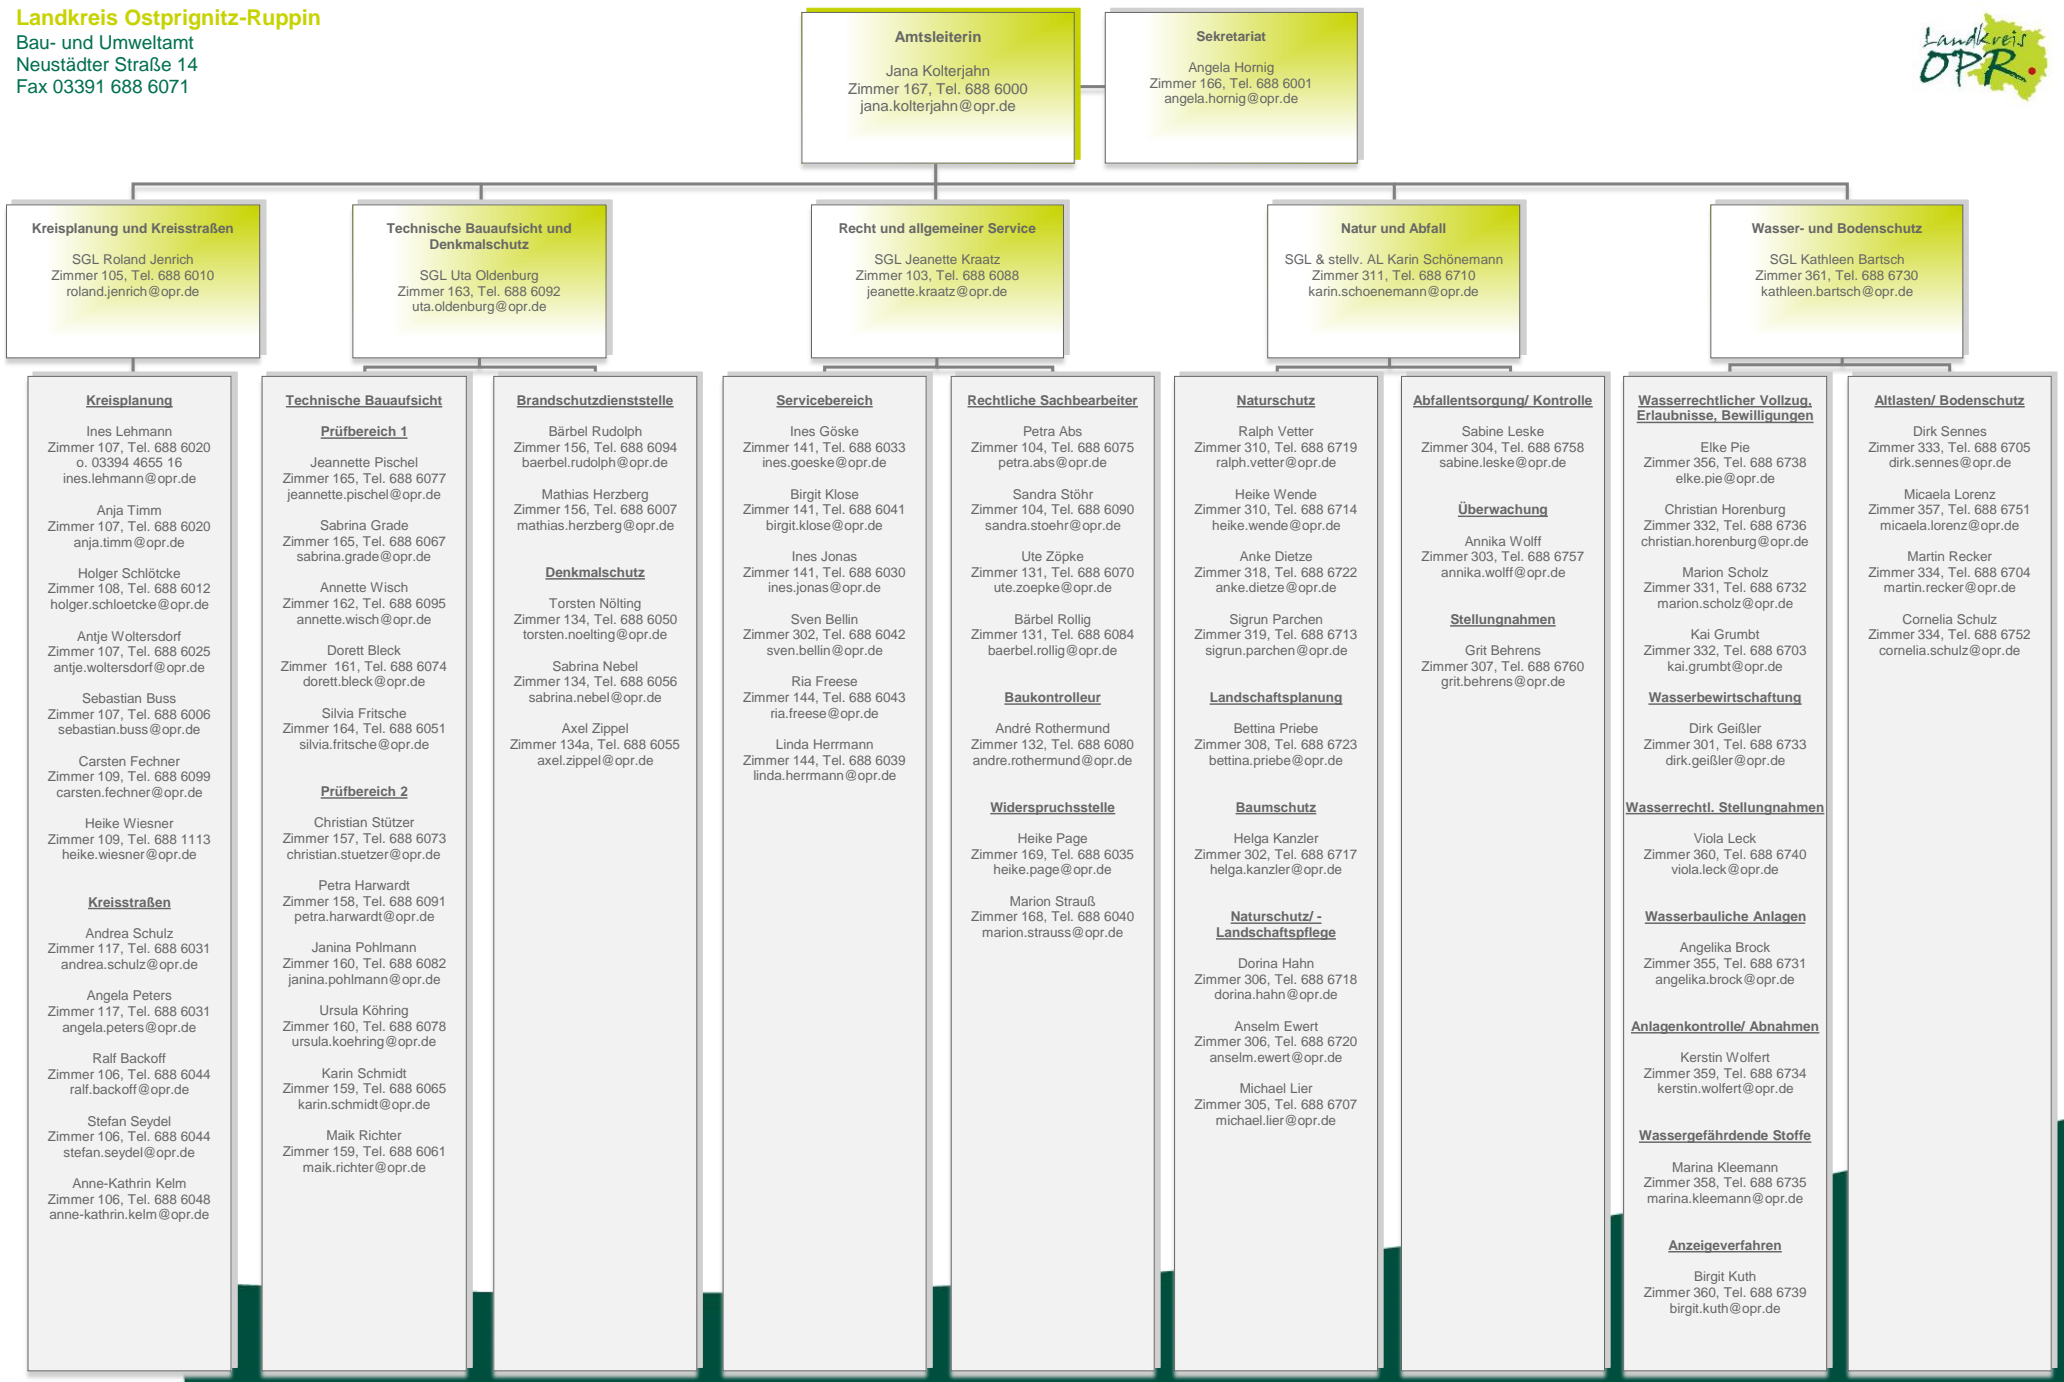 Landkreis Ostprignitz-Ruppin
Bau- und Umweltamt
Neustädter Straße 14
Fax 03391 688 6071
Amtsleiterin
Jana Kolterjahn
Zimmer 167, Tel. 688 6000
jana.kolterjahn@opr.de
Sekretariat
Angela Hornig
Zimmer 166, Tel. 688 6001
angela.hornig@opr.de
Landkreis
OPR
Kreisplanung und Kreisstraßen
SGL Roland Jenrich
Zimmer 105, Tel. 688 6010
roland.jenrich@opr.de
Technische Bauaufsicht und
Denkmalschutz
SGL Uta Oldenburg
Zimmer 163, Tel. 688 6092
uta.oldenburg@opr.de
Recht und allgemeiner Service
SGL Jeanette Kraatz
Zimmer 103, Tel. 688 6088
jeanette.kraatz@opr.de
Natur und Abfall
SGL & stellv. AL Karin Schönemann
Zimmer 311, Tel. 688 6710
karin.schoenemann@opr.de
Wasser- und Bodenschutz
SGL Kathleen Bartsch
Zimmer 361, Tel. 688 6730
kathleen.bartsch@opr.de
Kreisplanung
Ines Lehmann
Zimmer 107, Tel. 688 6020
o. 03394 4655 16
ines.lehmann@opr.de
Anja Timm
Zimmer 107, Tel. 688 6020
anja.timm@opr.de
Holger Schlötcke
Zimmer 108, Tel. 688 6012
holger.schloetcke@opr.de
Antje Woltersdorf
Zimmer 107, Tel. 688 6025
antje.woltersdorf@opr.de
Sebastian Buss
Zimmer 107, Tel. 688 6006
sebastian.buss@opr.de
Carsten Fechner
Zimmer 109, Tel. 688 6099
carsten.fechner@opr.de
Heike Wiesner
Zimmer 109, Tel. 688 1113
heike.wiesner@opr.de
Kreisstraßen
Andrea Schulz
Zimmer 117, Tel. 688 6031
andrea.schulz@opr.de
Angela Peters
Zimmer 117, Tel. 688 6031
angela.peters@opr.de
Ralf Backoff
Zimmer 106, Tel. 688 6044
ralf.backoff@opr.de
Stefan Seydel
Zimmer 106, Tel. 688 6044
stefan.seydel@opr.de
Anne-Kathrin Kelm
Zimmer 106, Tel. 688 6048
anne-kathrin.kelm@opr.de
Technische Bauaufsicht
Prüfbereich 1
Jeannette Pischel
Zimmer 165, Tel. 688 6077
jeannette.pischel@opr.de
Sabrina Grade
Zimmer 165, Tel. 688 6067
sabrina.grade@opr.de
Annette Wisch
Zimmer 162, Tel. 688 6095
annette.wisch@opr.de
Dorett Bleck
Zimmer 161, Tel. 688 6074
dorett.bleck@opr.de
Silvia Fritsche
Zimmer 164, Tel. 688 6051
silvia.fritsche@opr.de
Prüfbereich 2
Christian Stützer
Zimmer 157, Tel. 688 6073
christian.stuetzer@opr.de
Petra Harwardt
Zimmer 158, Tel. 688 6091
petra.harwardt@opr.de
Janina Pohlmann
Zimmer 160, Tel. 688 6082
janina.pohlmann@opr.de
Ursula Köhring
Zimmer 160, Tel. 688 6078
ursula.koehring@opr.de
Karin Schmidt
Zimmer 159, Tel. 688 6065
karin.schmidt@opr.de
Maik Richter
Zimmer 159, Tel. 688 6061
maik.richter@opr.de
Brandschutzdienststelle
Bärbel Rudolph
Zimmer 156, Tel. 688 6094
baerbel.rudolph@opr.de
Mathias Herzberg
Zimmer 156, Tel. 688 6007
mathias.herzberg@opr.de
Denkmalschutz
Torsten Nölting
Zimmer 134, Tel. 688 6050
torsten.noelting@opr.de
Sabrina Nebel
Zimmer 134, Tel. 688 6056
sabrina.nebel@opr.de
Axel Zippel
Zimmer 134a, Tel. 688 6055
axel.zippel@opr.de
Servicebereich
Ines Göske
Zimmer 141, Tel. 688 6033
ines.goeske@opr.de
Birgit Klose
Zimmer 141, Tel. 688 6041
birgit.klose@opr.de
Ines Jonas
Zimmer 141, Tel. 688 6030
ines.jonas@opr.de
Sven Bellin
Zimmer 302, Tel. 688 6042
sven.bellin@opr.de
Ria Freese
Zimmer 144, Tel. 688 6043
ria.freese@opr.de
Linda Herrmann
Zimmer 144, Tel. 688 6039
linda.herrmann@opr.de
Rechtliche Sachbearbeiter
Petra Abs
Zimmer 104, Tel. 688 6075
petra.abs@opr.de
Sandra Stöhr
Zimmer 104, Tel. 688 6090
sandra.stoehr@opr.de
Ute Zöpke
Zimmer 131, Tel. 688 6070
ute.zoepke@opr.de
Bärbel Rollig
Zimmer 131, Tel. 688 6084
baerbel.rollig@opr.de
Baukontrolleur
André Rothermund
Zimmer 132, Tel. 688 6080
andre.rothermund@opr.de
Widerspruchsstelle
Heike Page
Zimmer 169, Tel. 688 6035
heike.page@opr.de
Marion Strauß
Zimmer 168, Tel. 688 6040
marion.strauss@opr.de
Naturschutz
Ralph Vetter
Zimmer 310, Tel. 688 6719
ralph.vetter@opr.de
Heike Wende
Zimmer 310, Tel. 688 6714
heike.wende@opr.de
Anke Dietze
Zimmer 318, Tel. 688 6722
anke.dietze@opr.de
Sigrun Parchen
Zimmer 319, Tel. 688 6713
sigrun.parchen@opr.de
Landschaftsplanung
Bettina Priebe
Zimmer 308, Tel. 688 6723
bettina.priebe@opr.de
Baumschutz
Helga Kanzler
Zimmer 302, Tel. 688 6717
helga.kanzler@opr.de
Naturschutz/ -
Landschaftspflege
Dorina Hahn
Zimmer 306, Tel. 688 6718
dorina.hahn@opr.de
Anselm Ewert
Zimmer 306, Tel. 688 6720
anselm.ewert@opr.de
Michael Lier
Zimmer 305, Tel. 688 6707
michael.lier@opr.de
Abfallentsorgung/ Kontrolle
Sabine Leske
Zimmer 304, Tel. 688 6758
sabine.leske@opr.de
Überwachung
Annika Wolff
Zimmer 303, Tel. 688 6757
annika.wolff@opr.de
Stellungnahmen
Grit Behrens
Zimmer 307, Tel. 688 6760
grit.behrens@opr.de
Wasserrechtlicher Vollzug,
Erlaubnisse, Bewilligungen
Elke Pie
Zimmer 356, Tel. 688 6738
elke.pie@opr.de
Christian Horenburg
Zimmer 332, Tel. 688 6736
christian.horenburg@opr.de
Marion Scholz
Zimmer 331, Tel. 688 6732
marion.scholz@opr.de
Kai Grumbt
Zimmer 332, Tel. 688 6703
kai.grumbt@opr.de
Wasserbewirtschaftung
Dirk Geißler
Zimmer 301, Tel. 688 6733
dirk.geißler@opr.de
Wasserrechtl. Stellungnahmen
Viola Leck
Zimmer 360, Tel. 688 6740
viola.leck@opr.de
Wasserbauliche Anlagen
Angelika Brock
Zimmer 355, Tel. 688 6731
angelika.brock@opr.de
Anlagenkontrolle/ Abnahmen
Kerstin Wolfert
Zimmer 359, Tel. 688 6734
kerstin.wolfert@opr.de
Wassergefährdende Stoffe
Marina Kleemann
Zimmer 358, Tel. 688 6735
marina.kleemann@opr.de
Anzeigeverfahren
Birgit Kuth
Zimmer 360, Tel. 688 6739
birgit.kuth@opr.de
Altlasten/ Bodenschutz
Dirk Sennes
Zimmer 333, Tel. 688 6705
dirk.sennes@opr.de
Micaela Lorenz
Zimmer 357, Tel. 688 6751
micaela.lorenz@opr.de
Martin Recker
Zimmer 334, Tel. 688 6704
martin.recker@opr.de
Cornelia Schulz
Zimmer 334, Tel. 688 6752
cornelia.schulz@opr.de